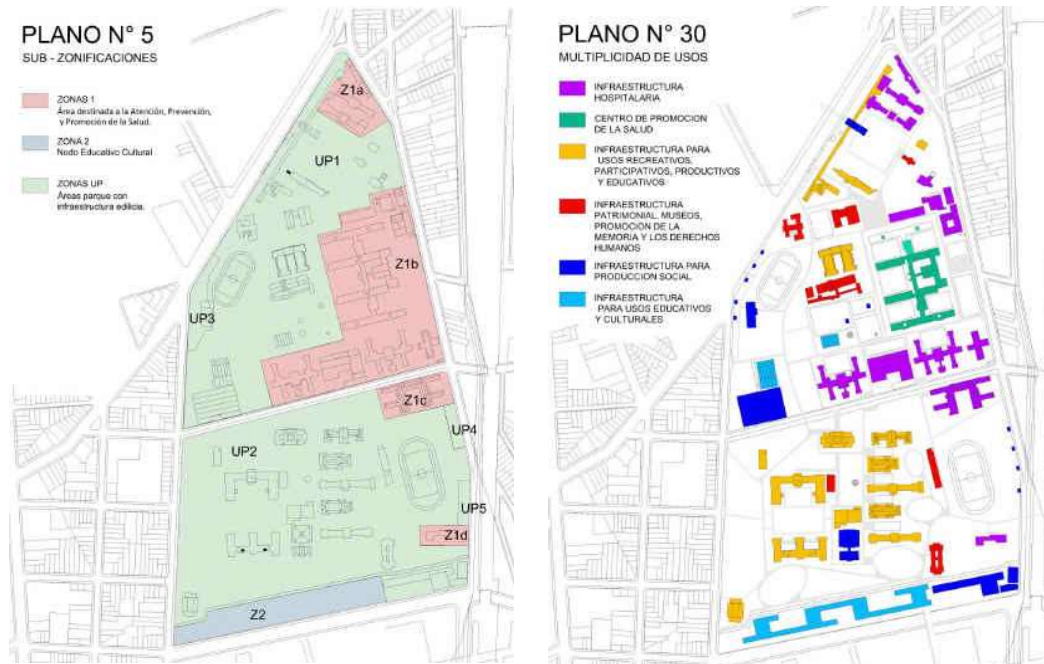 PLANO N° 5
SUB - ZONIFICACIONES
ZONAS 1
Área destinada a la Atención, Prevención,
y Promoción de la Salud.
ZONA 2
Nodo Educativo Cultural
ZONAS UP
Áreas parque con
infraestructura edilicia.
Z1a
UP1
Z1b
UP3
Z1c
UP2
UP4
UP5
Z1d
Z2
PLANO N° 30
MULTIPLICIDAD DE USOS
INFRAESTRUCTURA
HOSPITALARIA
CENTRO DE PROMOCION
DE LA SALUD
INFRAESTRUCTURA PARA
USOS RECREATIVOS,
PARTICIPATIVOS, PRODUCTIVOS
Y EDUCATIVOS
INFRAESTRUCTURA
PATRIMONIAL, MUSEOS,
PROMOCION DE LA
MEMORIA Y LOS DERECHOS
HUMANOS
INFRAESTRUCTURA PARA
PRODUCCION SOCIAL
INFRAESTRUCTURA
PARA USOS EDUCATIVOS
Y CULTURALES